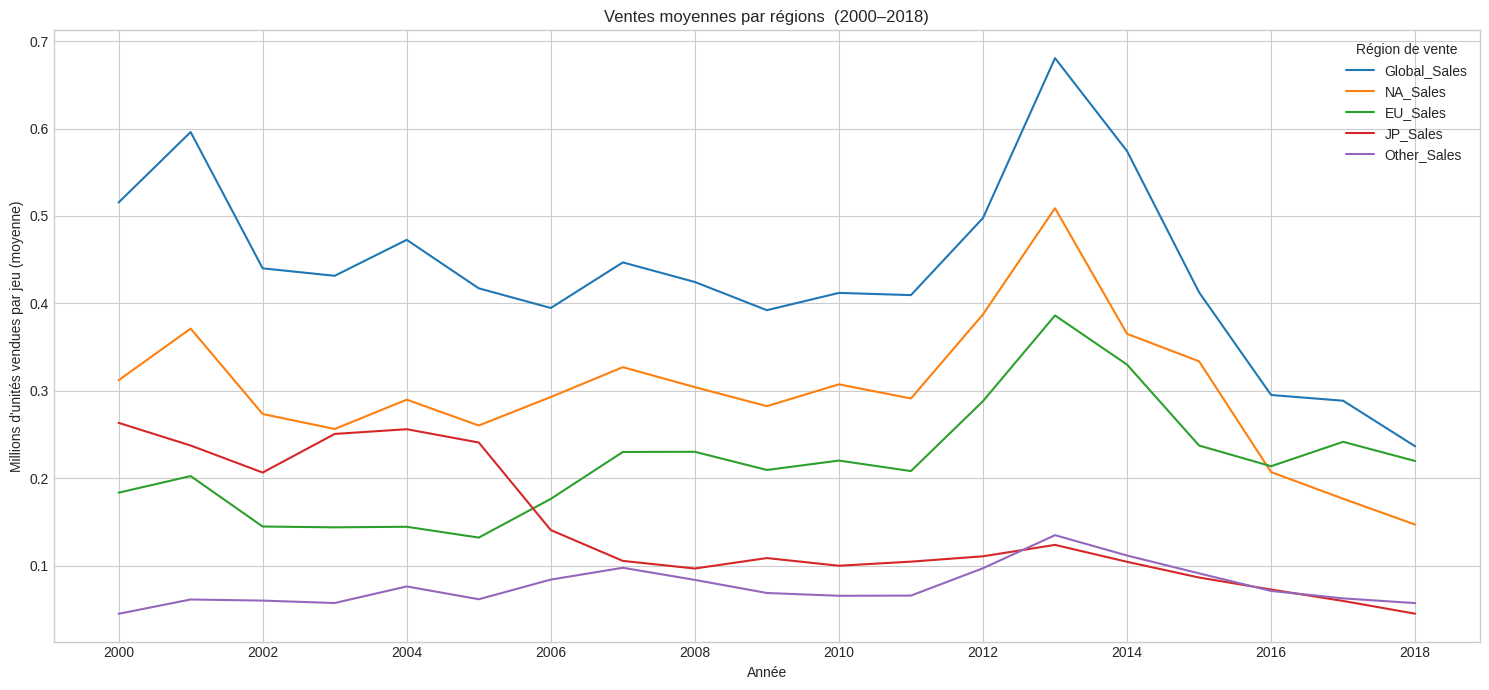 Ventes moyennes par régions  (2000–2018)
Région de vente
Global_Sales
NA_Sales
EU_Sales
JP_Sales
Other_Sales
Millions d'unités vendues par jeu (moyenne)
0.7
0.6
0.5
0.4
0.3
0.2
0.1
2000 2002 2004 2006 2008 2010 2012 2014 2016 2018
Année